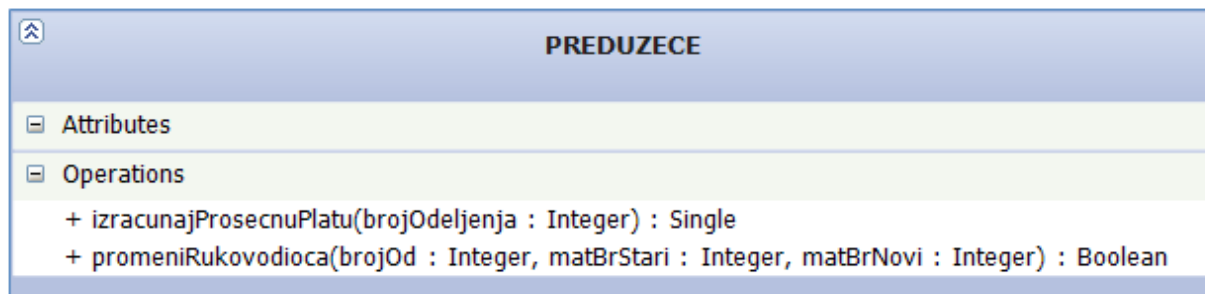 PREDUZECE
Attributes
Operations
+ izracunajProsecnuPlatu(brojOdeljenja : Integer) : Single
+ promeniRukovodioca(brojOd : Integer, matBrStari : Integer, matBrNovi : Integer) : Boolean